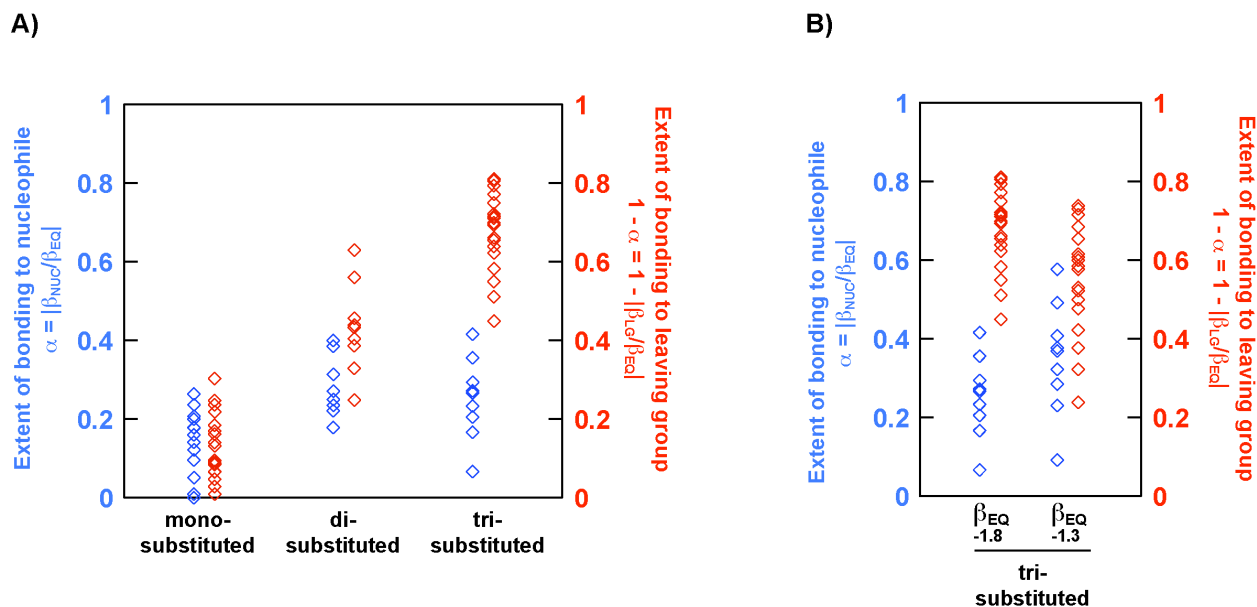 A)
Extent of bonding to nucleophile
α = |βNUC/βEQ|
1
0.8
0.6
0.4
0.2
0
1
0.8
0.6
0.4
0.2
0
Extent of bonding to leaving group
1 - α = 1 - |βLG/βEQ|
mono-
substituted
di-
substituted
tri-
substituted
B)
Extent of bonding to nucleophile
α = |βNUC/βEQ|
1
0.8
0.6
0.4
0.2
0
1
0.8
0.6
0.4
0.2
0
Extent of bonding to leaving group
1 - α = 1 - |βLG/βEQ|
βEQ βEQ
-1.8 -1.3
tri-
substituted